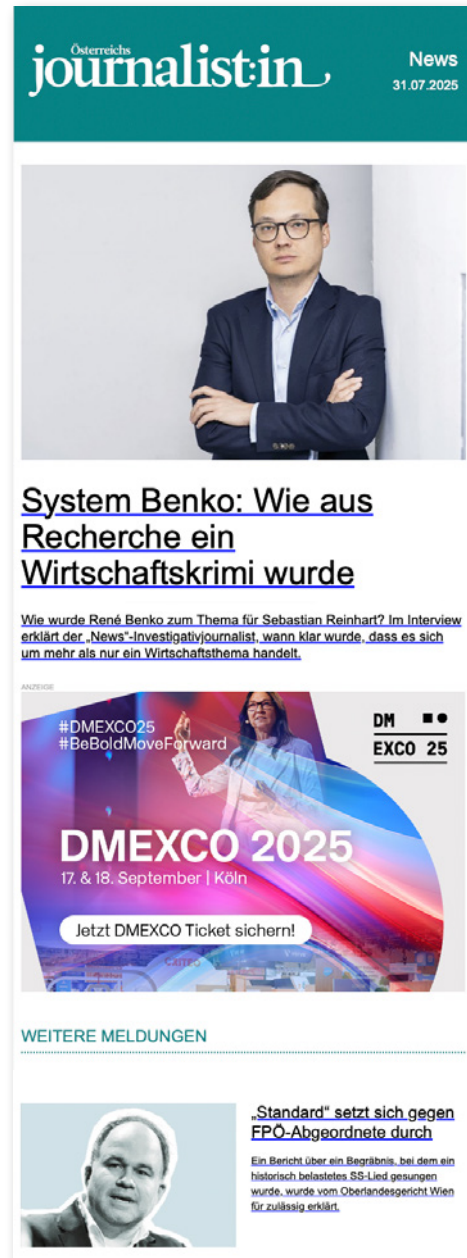 Österreichs
journalist:in
News
31.07.2025
System Benko: Wie aus
Recherche ein
Wirtschaftskrimi wurde
Wie wurde René Benko zum Thema für Sebastian Reinhart? Im Interview
erklärt der „News“-Investigativjournalist, wann klar wurde, dass es sich
um mehr als nur ein Wirtschaftsthema handelt.
ANZEIGE
#DMEXCO25
#BeBoldMoveForward
DM
EXCO 25
DMEXCO 2025
17. & 18. September | Köln
Jetzt DMEXCO Ticket sichern!
WEITERE MELDUNGEN
„Standard“ setzt sich gegen
FPÖ-Abgeordnete durch
Ein Bericht über ein Begräbnis, bei dem ein
historisch belastetes SS-Lied gesungen
wurde, wurde vom Oberlandesgericht Wien
für zulässig erklärt.